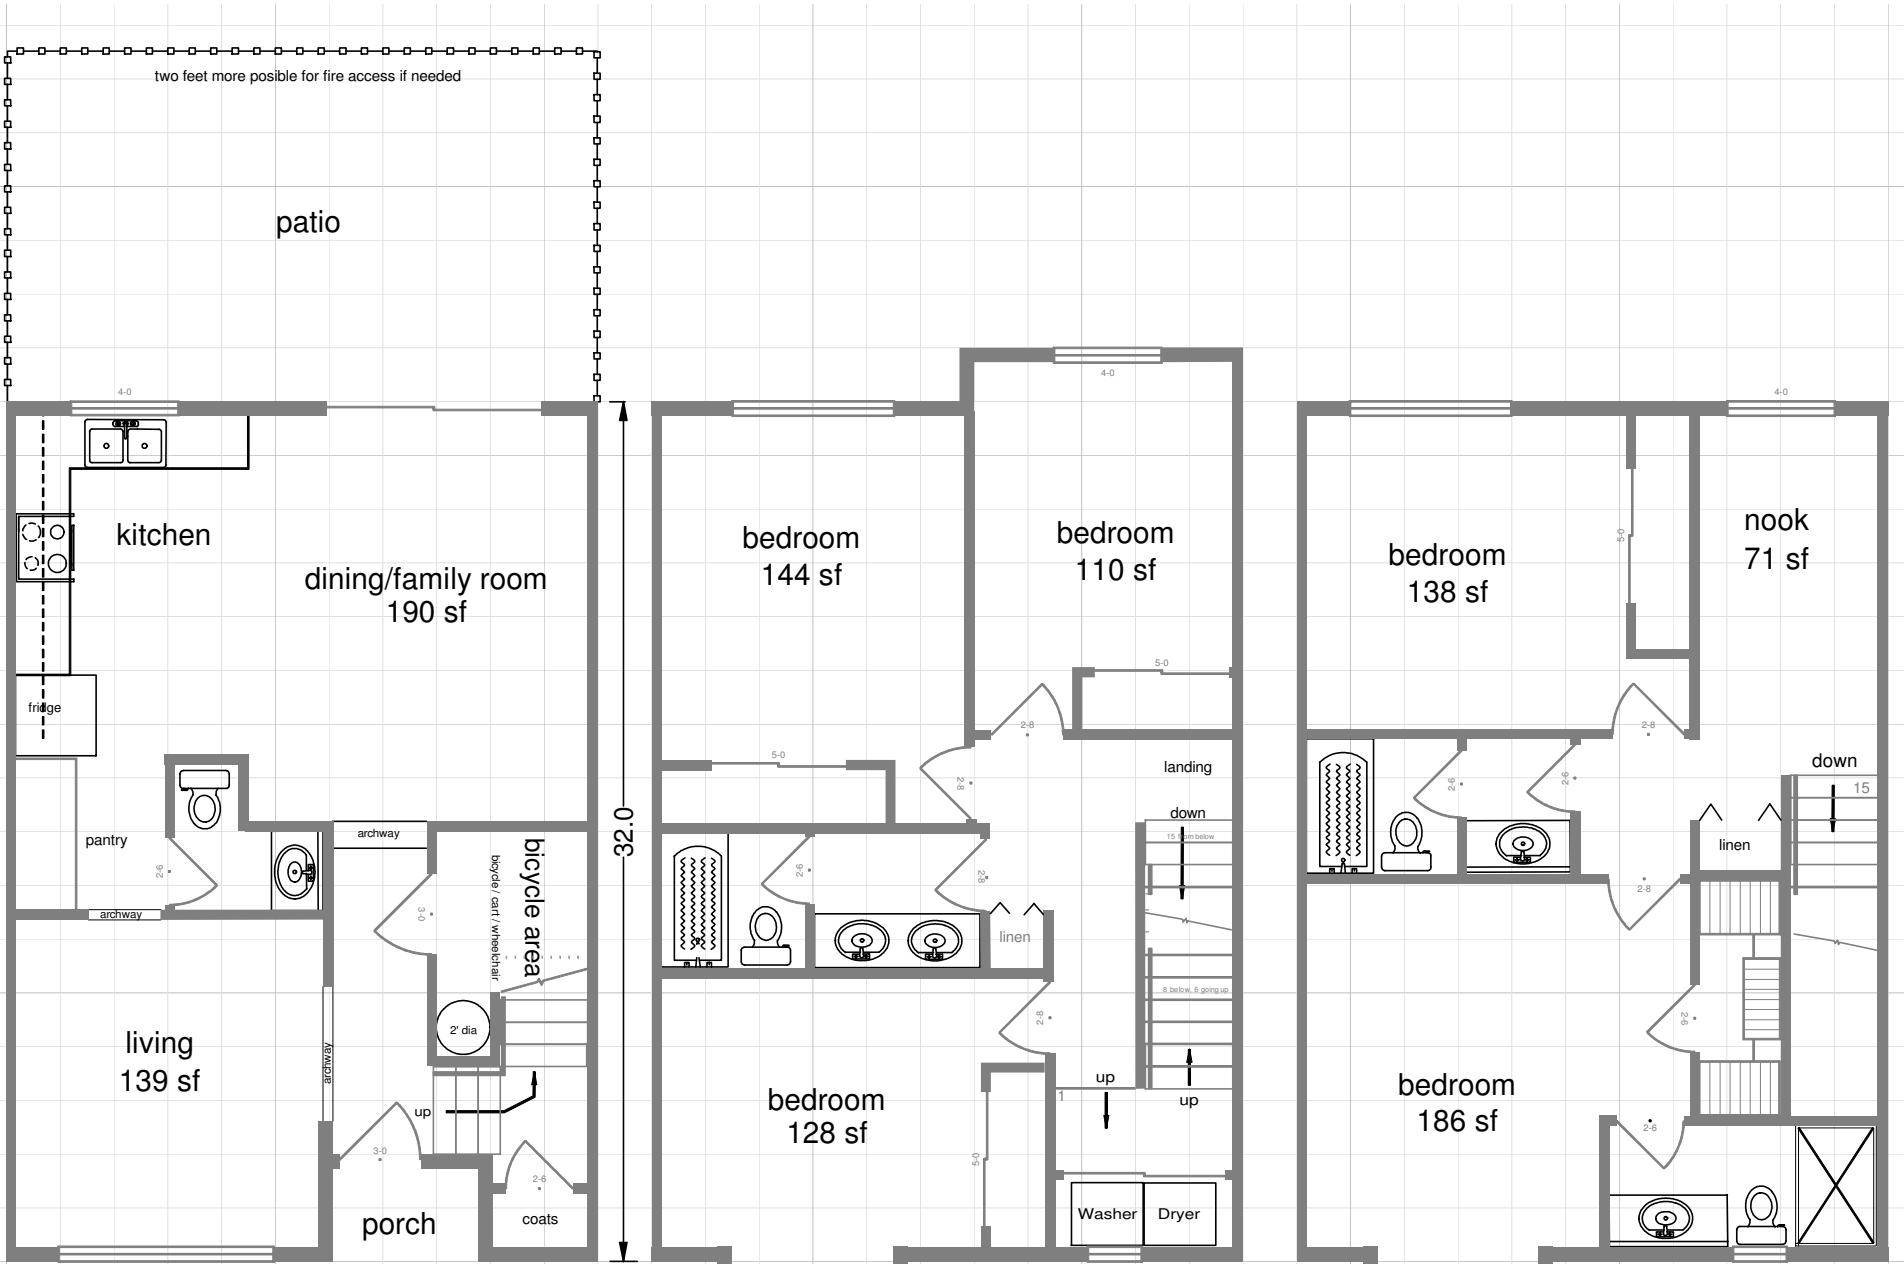 two feet more posible for fire access if needed
patio
4-0
kitchen
dining/family room
190 sf
fridge
pantry
2-6
archway
archway
3-0
bicycle area
bicycle / cart / wheelchair
2' dia
archway
living
139 sf
up
3-0
2-6
coats
porch
32.0
4-0
bedroom
144 sf
bedroom
110 sf
5-0
2-8
5-0
2-8
landing
down
15 from below
2-6
2-8
linen
8 below, 6 going up
2-8
up
1
up
bedroom
128 sf
5-0
Washer
Dryer
4-0
5-0
nook
71 sf
bedroom
138 sf
2-8
down
15
2-6
2-6
linen
2-8
2-6
bedroom
186 sf
2-6